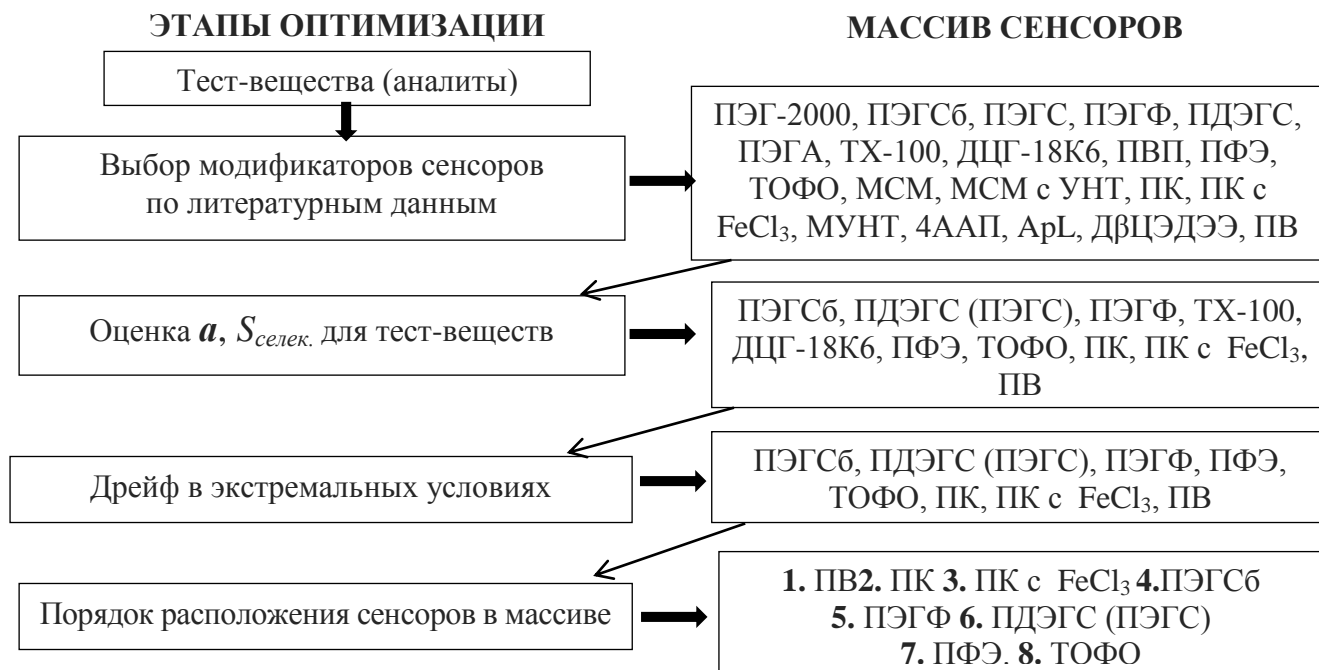 ЭТАПЫ ОПТИМИЗАЦИИ
МАССИВ СЕНСОРОВ
Тест-вещества (аналиты)
Выбор модификаторов сенсоров
по литературным данным
ПЭГ-2000, ПЭГСб, ПЭГС, ПЭГФ, ПДЭГС,
ПЭГА, ТХ-100, ДЦГ-18К6, ПВП, ПФЭ,
ТОФО, МСМ, МСМ с УНТ, ПК, ПК с
FeCl₃, МУНТ, 4ААП, ApL, ДβЦЭДЭЭ, ПВ
Оценка a, Sселек. для тест-веществ
ПЭГСб, ПДЭГС (ПЭГС), ПЭГФ, ТХ-100,
ДЦГ-18К6, ПФЭ, ТОФО, ПК, ПК с FeCl₃,
ПВ
Дрейф в экстремальных условиях
ПЭГСб, ПДЭГС (ПЭГС), ПЭГФ, ПФЭ,
ТОФО, ПК, ПК с FeCl₃, ПВ
Порядок расположения сенсоров в массиве
1. ПВ2. ПК 3. ПК с FeCl₃ 4.ПЭГСб
5. ПЭГФ 6. ПДЭГС (ПЭГС)
7. ПФЭ. 8. ТОФО